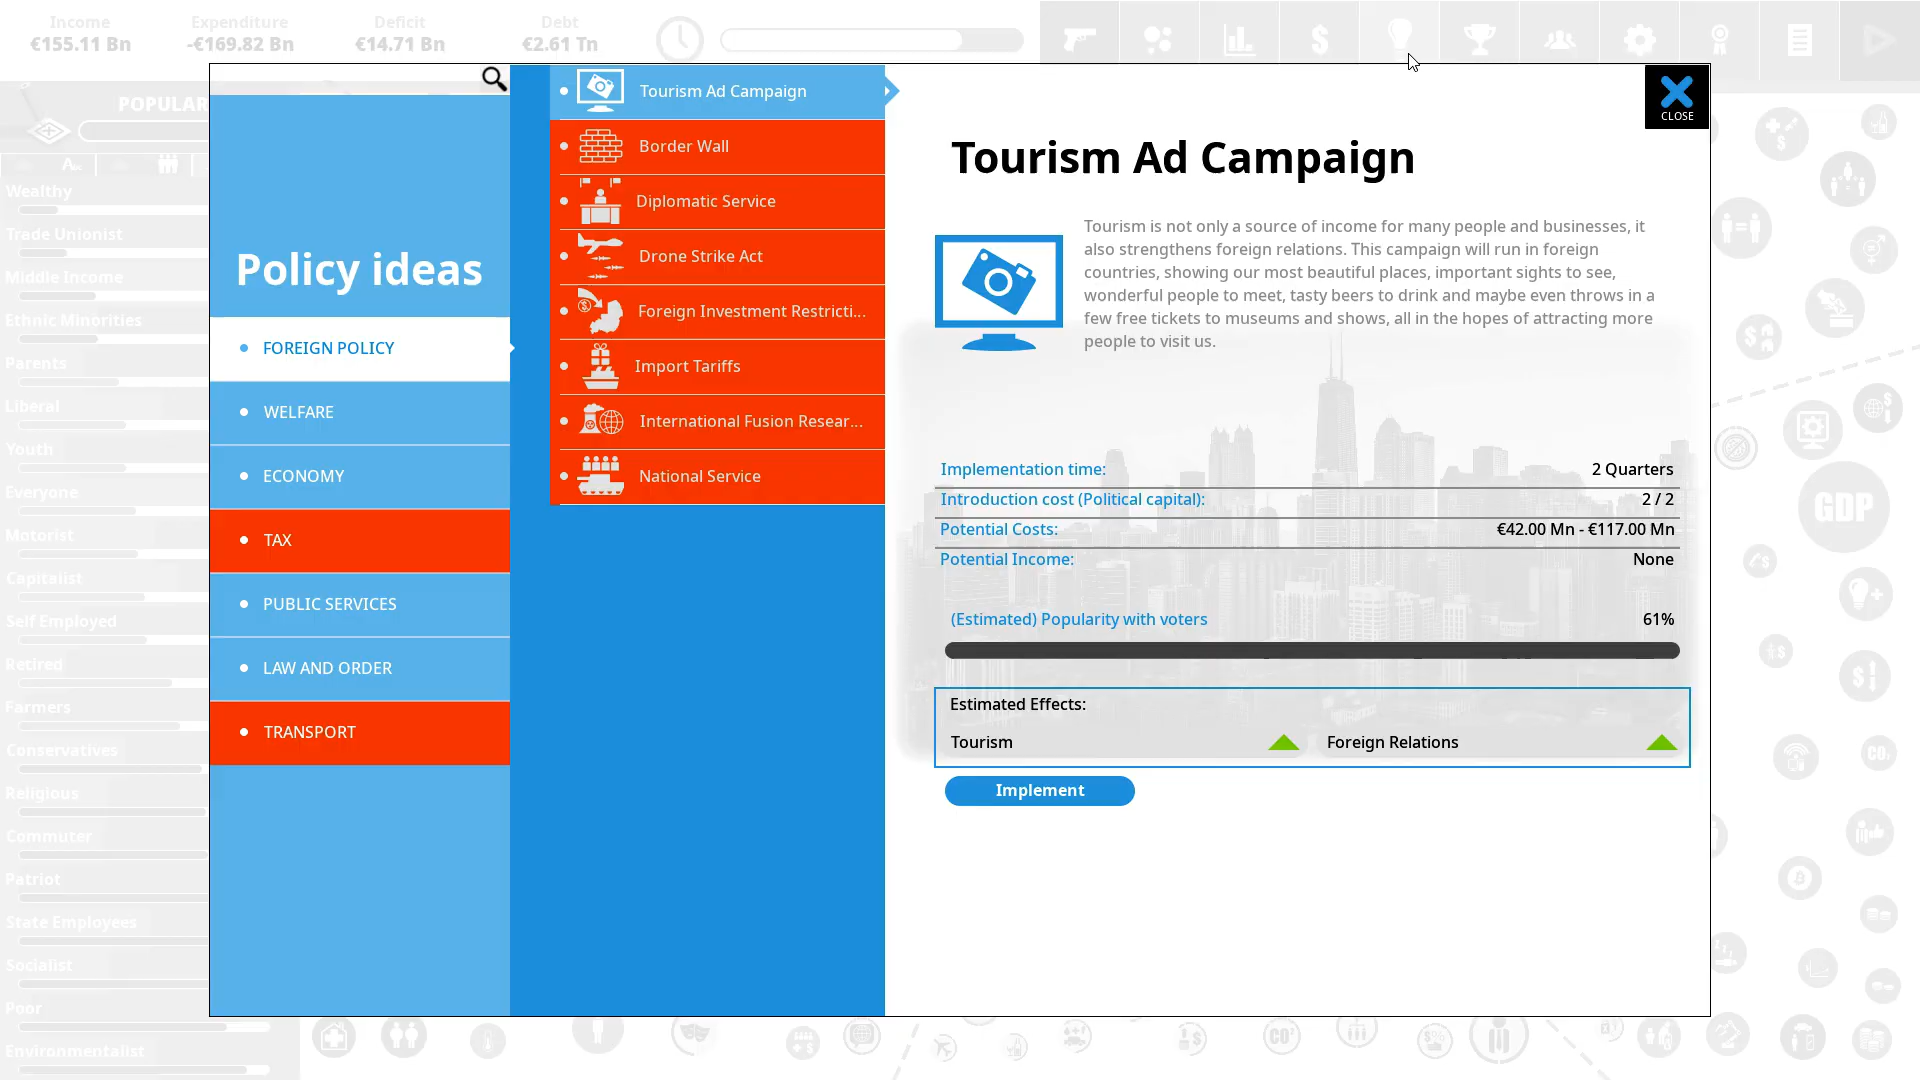 Income
€155.11 Bn
Expenditure
-€169.82 Bn
Deficit
€14.71 Bn
Debt
€2.61 Tn
POPULAR
Wealthy
Trade Unionist
Middle Income
Ethnic Minorities
Parents
Liberal
Youth
Everyone
Motorist
Capitalist
Self Employed
Retired
Farmers
Conservatives
Religious
Commuter
Patriot
State Employees
Socialist
Poor
Environmentalist
Policy ideas
FOREIGN POLICY
WELFARE
ECONOMY
TAX
PUBLIC SERVICES
LAW AND ORDER
TRANSPORT
Tourism Ad Campaign
Border Wall
Diplomatic Service
Drone Strike Act
Foreign Investment Restricti...
Import Tariffs
International Fusion Resear...
National Service
CLOSE
Tourism Ad Campaign
Tourism is not only a source of income for many people and businesses, it
also strengthens foreign relations. This campaign will run in foreign
countries, showing our most beautiful places, important sights to see,
wonderful people to meet, tasty beers to drink and maybe even throws in a
few free tickets to museums and shows, all in the hopes of attracting more
people to visit us.
Implementation time: 2 Quarters
Introduction cost (Political capital): 2 / 2
Potential Costs: €42.00 Mn - €117.00 Mn
Potential Income: None
(Estimated) Popularity with voters 61%
Estimated Effects:
Tourism
Foreign Relations
Implement
GDP
CO₂
CO²